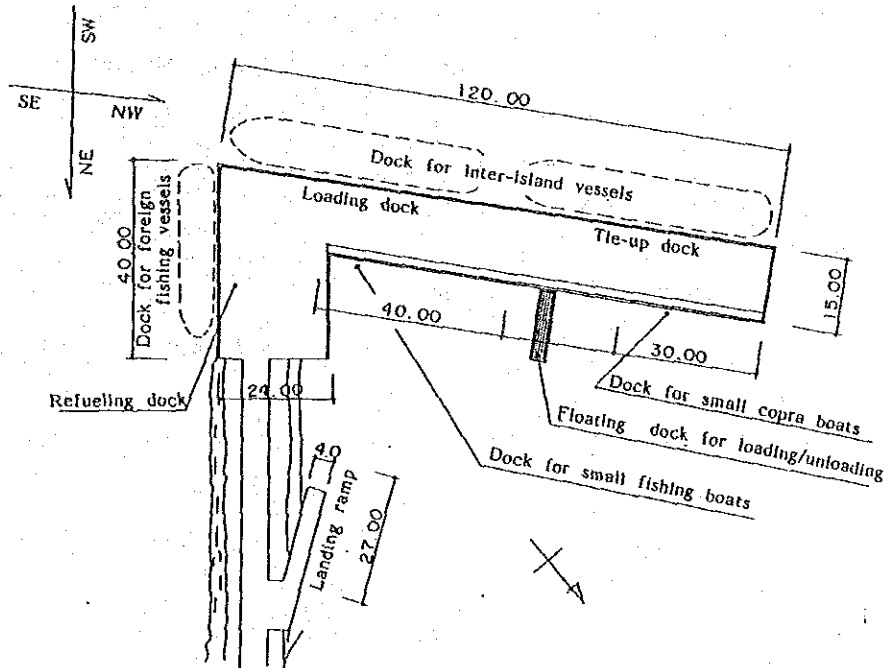 SW
SE
NW
NE
120.00
Dock for inter-island vessels
Loading dock
Tie-up dock
40.00
Dock for foreign
fishing vessels
15.00
40.00
30.00
24.00
Refueling dock
Dock for small copra boats
Floating dock for loading/unloading
Dock for small fishing boats
4.0
Landing ramp
27.00